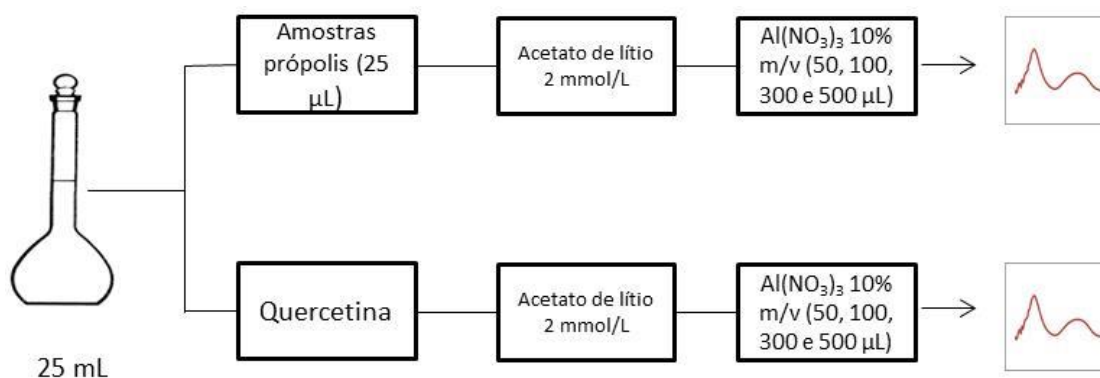 Amostras
própolis (25
µL)
Acetato de lítio
2 mmol/L
Al(NO₃)₃ 10%
m/v (50, 100,
300 e 500 µL)
Quercetina
Acetato de lítio
2 mmol/L
Al(NO₃)₃ 10%
m/v (50, 100,
300 e 500 µL)
25 mL